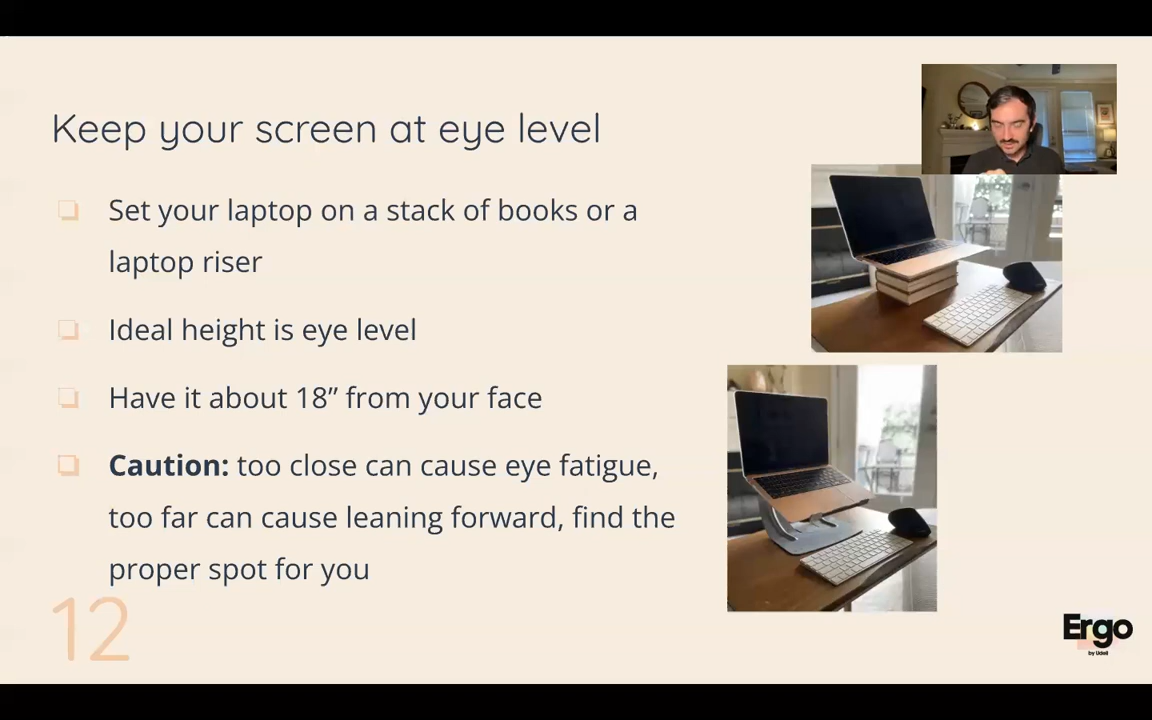 Keep your screen at eye level
Set your laptop on a stack of books or a
laptop riser
Ideal height is eye level
Have it about 18” from your face
Caution: too close can cause eye fatigue,
too far can cause leaning forward, find the
proper spot for you
12
Ergo
by Udell